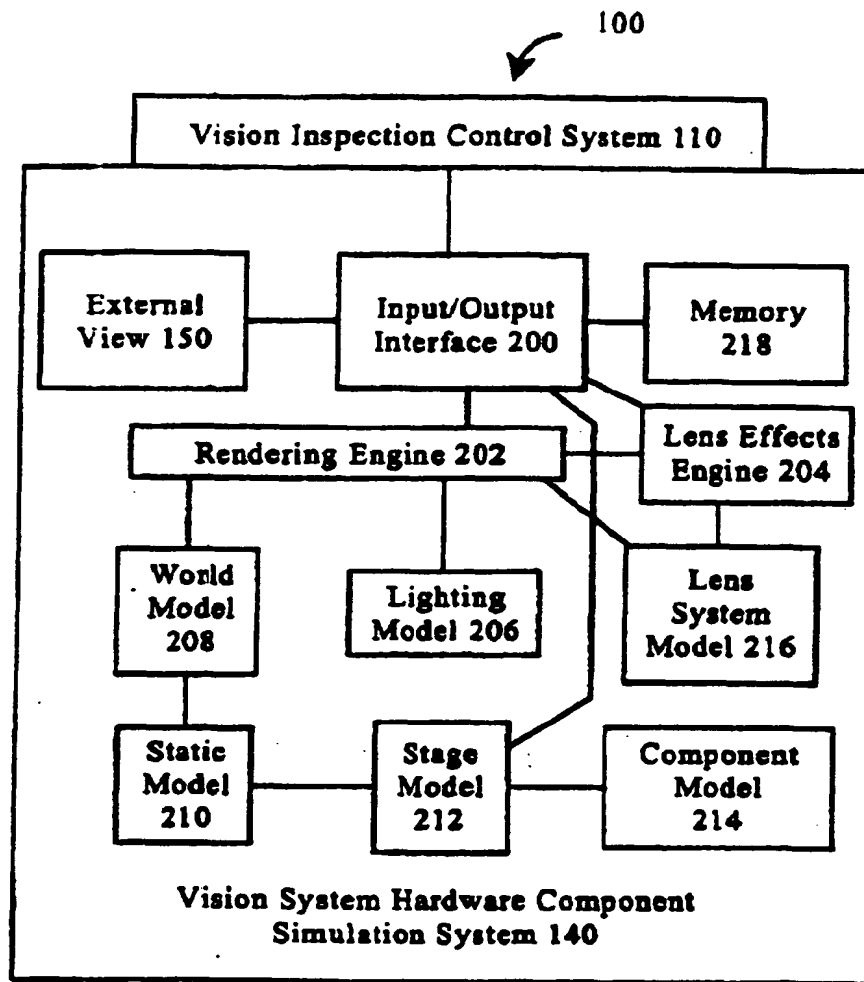 100
Vision Inspection Control System 110
External
View 150
Input/Output
Interface 200
Memory
218
Rendering Engine 202
Lens Effects
Engine 204
World
Model
208
Lighting
Model 206
Lens
System
Model 216
Static
Model
210
Stage
Model
212
Component
Model
214
Vision System Hardware Component
Simulation System 140